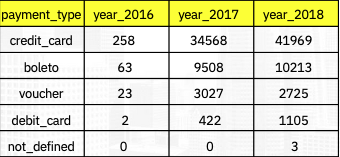 payment_type year_2016 year_2017 year_2018
credit_card 258 34568 41969
boleto 63 9508 10213
voucher 23 3027 2725
debit_card 2 422 1105
not_defined 0 0 3